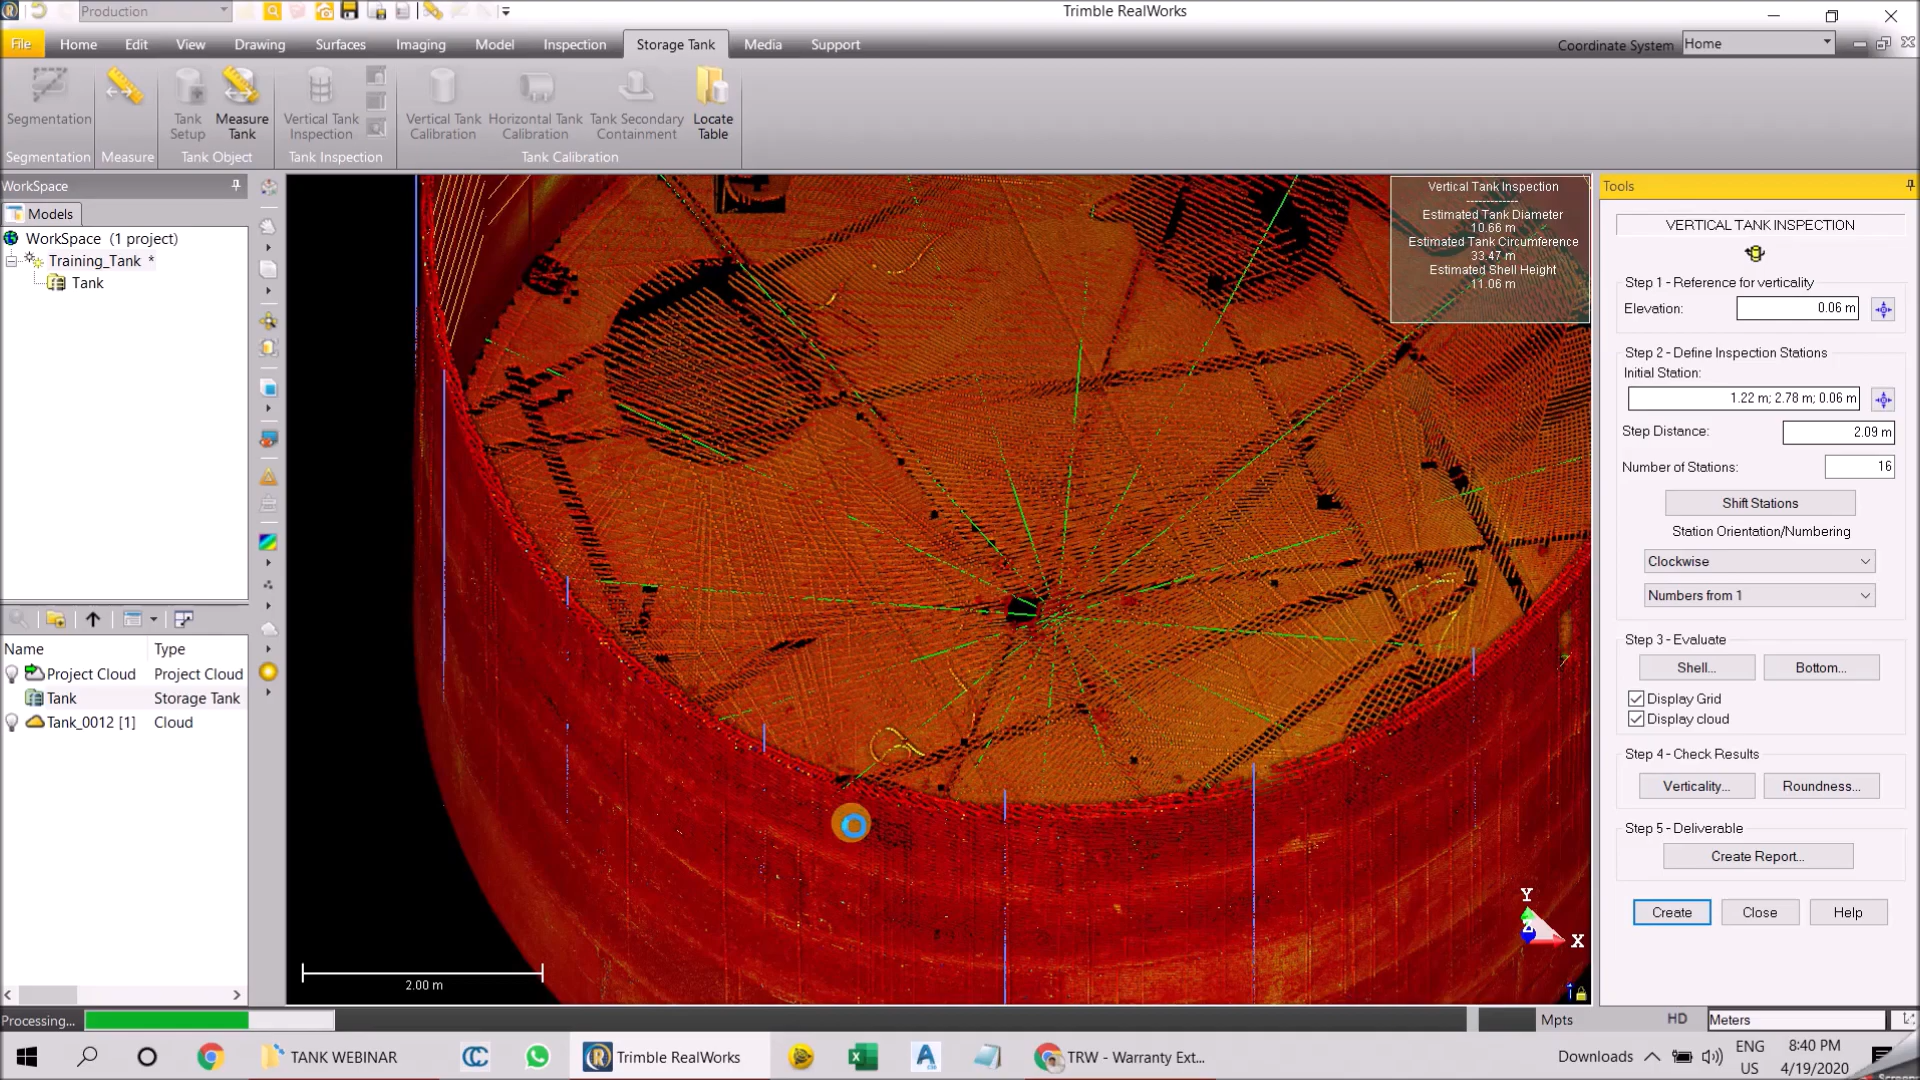 Production
Trimble RealWorks
File
Home
Edit
View
Drawing
Surfaces
Imaging
Model
Inspection
Storage Tank
Media
Support
Coordinate System
Home
Segmentation
Tank
Setup
Measure
Tank
Vertical Tank
Inspection
Vertical Tank
Calibration
Horizontal Tank
Calibration
Tank Secondary
Containment
Locate
Table
Segmentation
Measure
Tank Object
Tank Inspection
Tank Calibration
WorkSpace
Models
WorkSpace (1 project)
Training_Tank *
Tank
Name Type
Project Cloud Project Cloud
Tank Storage Tank
Tank_0012 [1] Cloud
Vertical Tank Inspection
-------------
Estimated Tank Diameter
10.66 m
Estimated Tank Circumference
33.47 m
Estimated Shell Height
11.06 m
2.00 m
Y
Z
X
Tools
VERTICAL TANK INSPECTION
Step 1 - Reference for verticality
Elevation: 0.06 m
Step 2 - Define Inspection Stations
Initial Station:
1.22 m; 2.78 m; 0.06 m
Step Distance: 2.09 m
Number of Stations: 16
Shift Stations
Station Orientation/Numbering
Clockwise
Numbers from 1
Step 3 - Evaluate
Shell... Bottom...
Display Grid
Display cloud
Step 4 - Check Results
Verticality... Roundness...
Step 5 - Deliverable
Create Report...
Create Close Help
Processing...
Mpts HD Meters
TANK WEBINAR
Trimble RealWorks
TRW - Warranty Ext...
Downloads
ENG
US
8:40 PM
4/19/2020